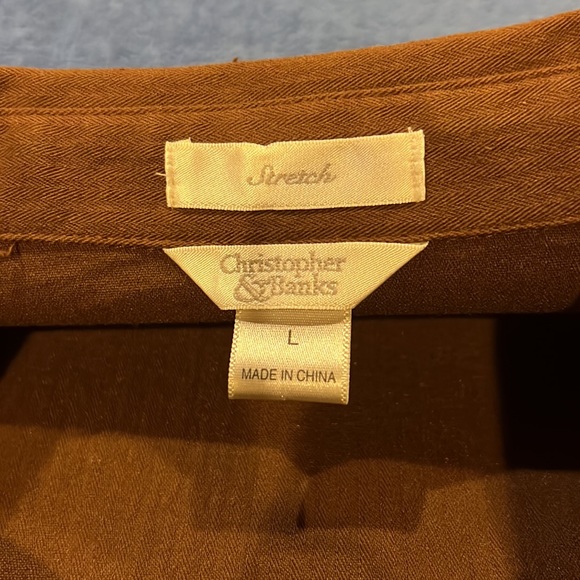 Stretch
Christopher
& Banks
L
MADE IN CHINA